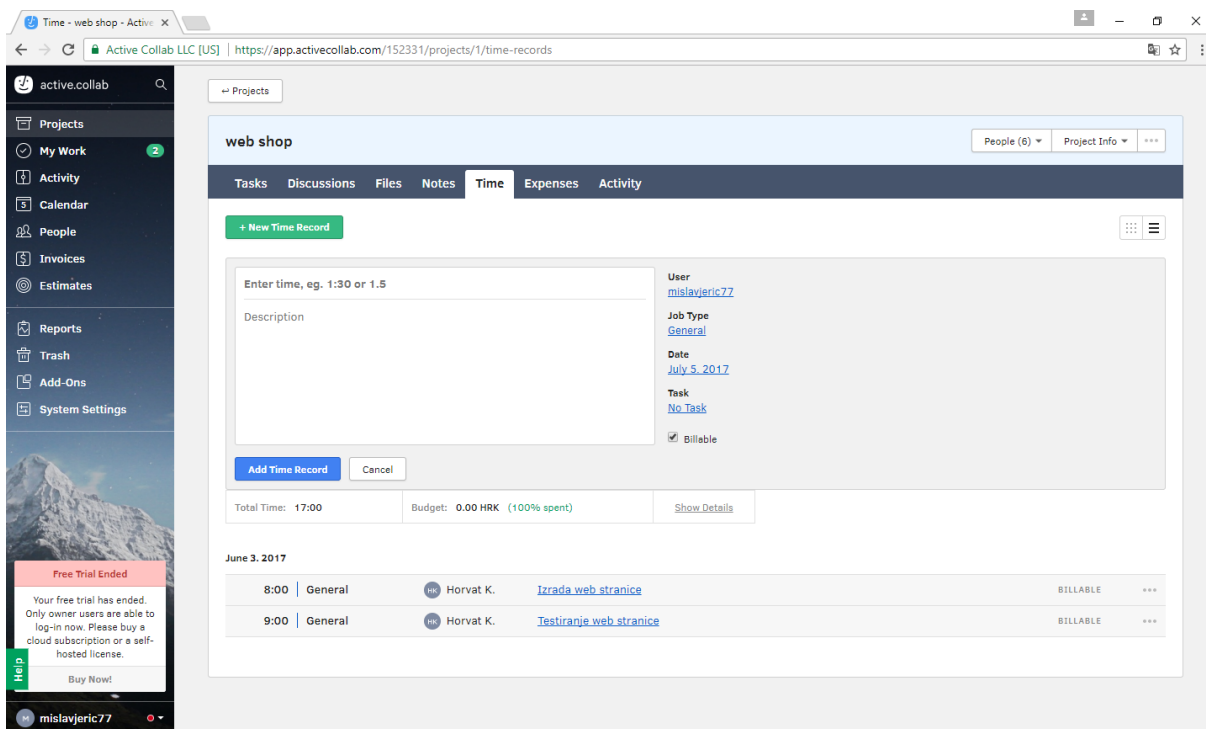 Time - web shop - Active
Active Collab LLC [US] | https://app.activecollab.com/152331/projects/1/time-records
active.collab
Projects
My Work 2
Activity
5 Calendar
People
Invoices
Estimates
Reports
Trash
Add-Ons
System Settings
Free Trial Ended
Your free trial has ended.
Only owner users are able to
log-in now. Please buy a
cloud subscription or a self-
hosted license.
Buy Now!
Help
M mislavjeric77
↩ Projects
web shop
People (6) Project Info
Tasks Discussions Files Notes Time Expenses Activity
+ New Time Record
Enter time, eg. 1:30 or 1.5
Description
User
mislavjeric77
Job Type
General
Date
July 5. 2017
Task
No Task
Billable
Add Time Record Cancel
Total Time: 17:00 Budget: 0.00 HRK (100% spent) Show Details
June 3. 2017
8:00 General HK Horvat K. Izrada web stranice BILLABLE
9:00 General HK Horvat K. Testiranje web stranice BILLABLE